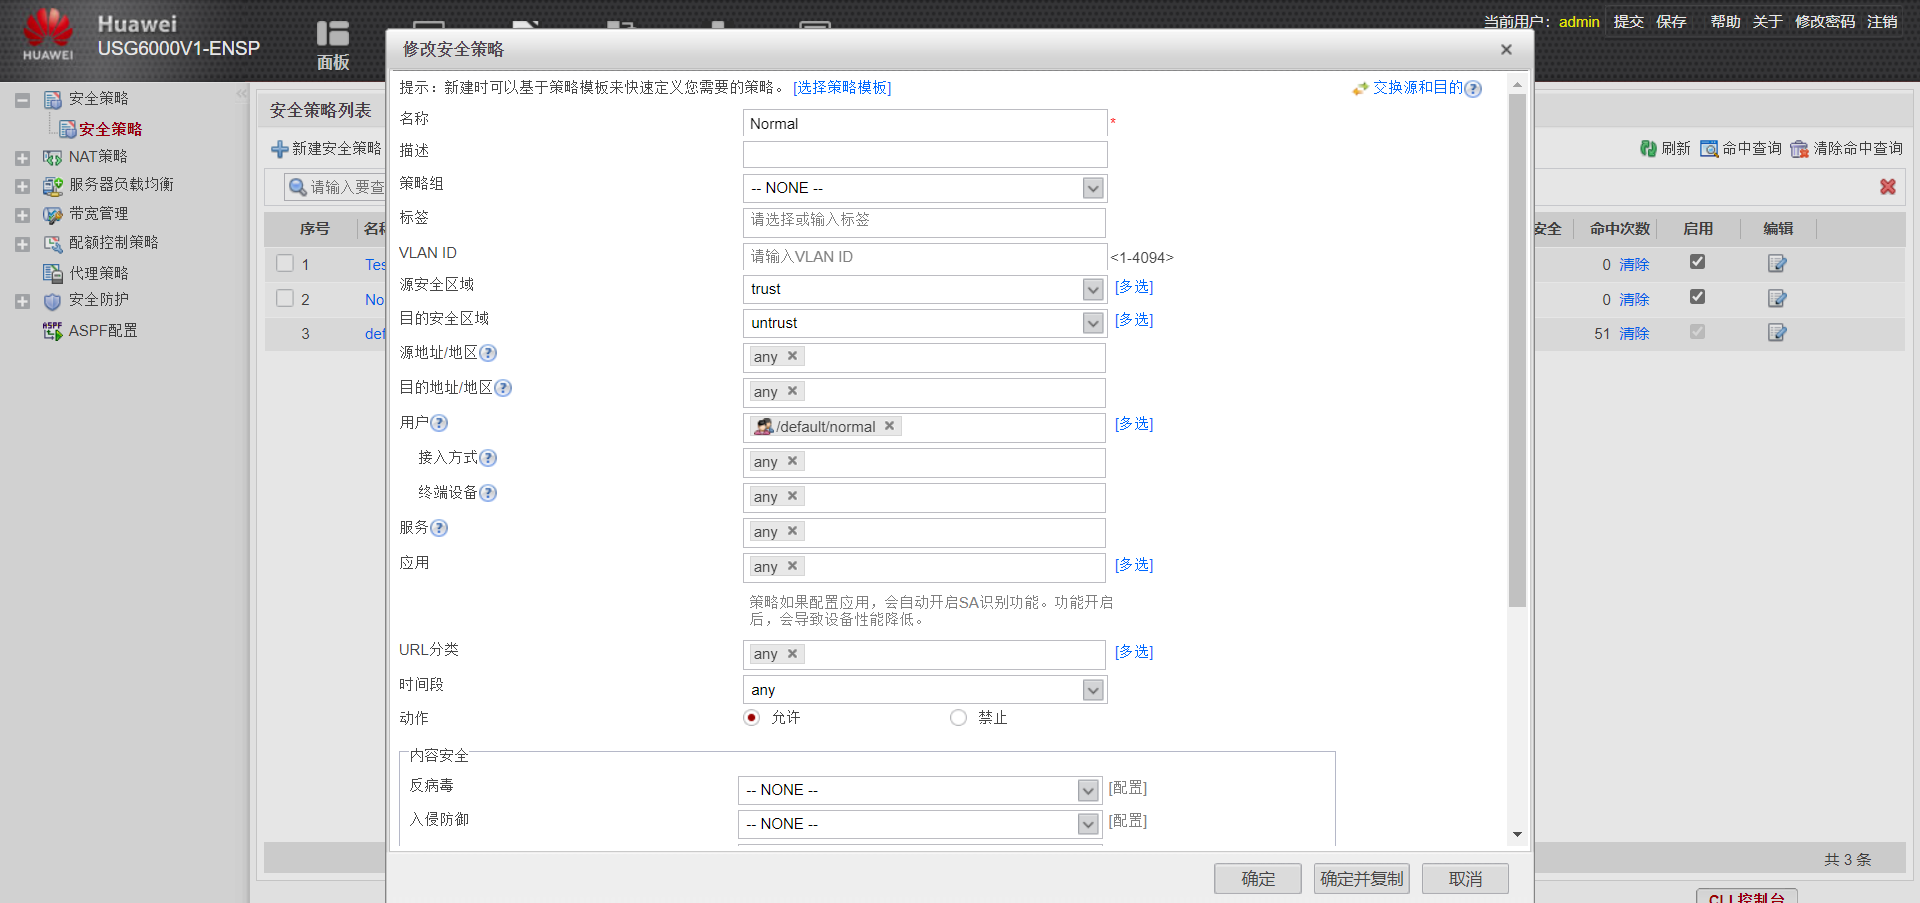 HUAWEI
Huawei
USG6000V1-ENSP
面板
当前用户： admin 提交 保存 帮助 关于 修改密码 注销
安全策略
安全策略
NAT策略
服务器负载均衡
带宽管理
配额控制策略
代理策略
安全防护
ASPF配置
安全策略列表
新建安全策略
请输入要查
刷新 命中查询 清除命中查询
序号 名称
安全 命中次数 启用 编辑
1 Tes
0 清除
2 No
0 清除
3 def
51 清除
共 3 条
CLI 控制台
修改安全策略
提示：新建时可以基于策略模板来快速定义您需要的策略。 [选择策略模板]
交换源和目的
名称 Normal *
描述
策略组 -- NONE --
标签 请选择或输入标签
VLAN ID 请输入VLAN ID <1-4094>
源安全区域 trust [多选]
目的安全区域 untrust [多选]
源地址/地区 any
目的地址/地区 any
用户 /default/normal [多选]
接入方式 any
终端设备 any
服务 any
应用 any [多选]
策略如果配置应用，会自动开启SA识别功能。功能开启
后，会导致设备性能降低。
URL分类 any [多选]
时间段 any
动作 允许 禁止
内容安全
反病毒 -- NONE -- [配置]
入侵防御 -- NONE -- [配置]
确定 确定并复制 取消